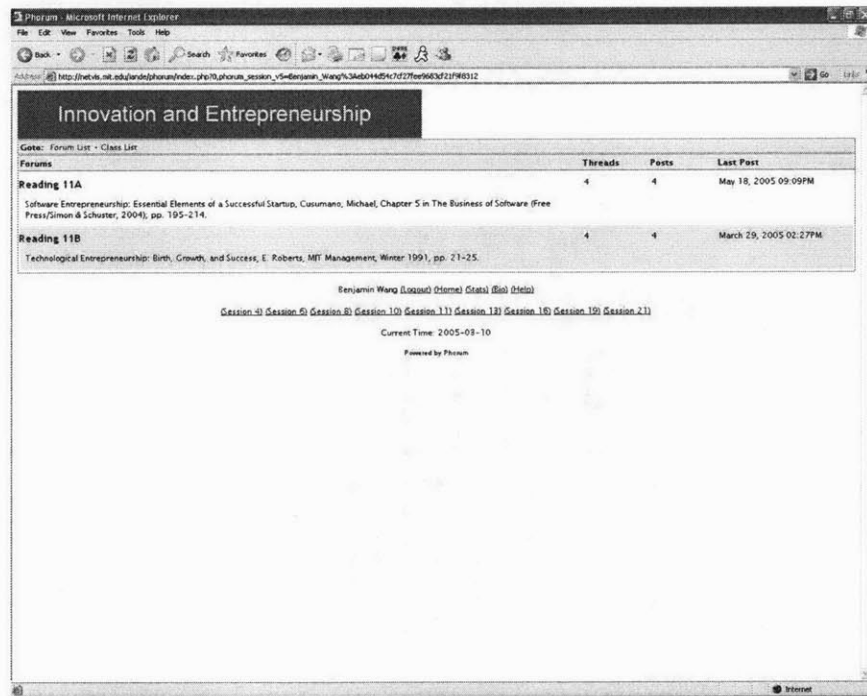 Phorum - Microsoft Internet Explorer
File Edit View Favorites Tools Help
Back Search Favorites
Address http://netvis.mit.edu/iande/phorum/index.php?0,phorum_session_v5=Benjamin_Wang%3Aeb044d54c7cf27fee9683cf21f9f8312 Go Links
Innovation and Entrepreneurship
Goto: Forum List • Class List
Forums Threads Posts Last Post
Reading 11A 4 4 May 18, 2005 09:09PM
Software Entrepreneurship: Essential Elements of a Successful Startup, Cusumano, Michael, Chapter 5 in The Business of Software (Free
Press/Simon & Schuster, 2004), pp. 195-214.
Reading 11B 4 4 March 29, 2005 02:27PM
Technological Entrepreneurship: Birth, Growth, and Success, E. Roberts, MIT Management, Winter 1991, pp. 21-25.
Benjamin Wang (Logout) (Home) (Stats) (Bio) (Help)
(Session 4) (Session 6) (Session 8) (Session 10) (Session 11) (Session 13) (Session 16) (Session 19) (Session 21)
Current Time: 2005-08-10
Powered by Phorum
Internet